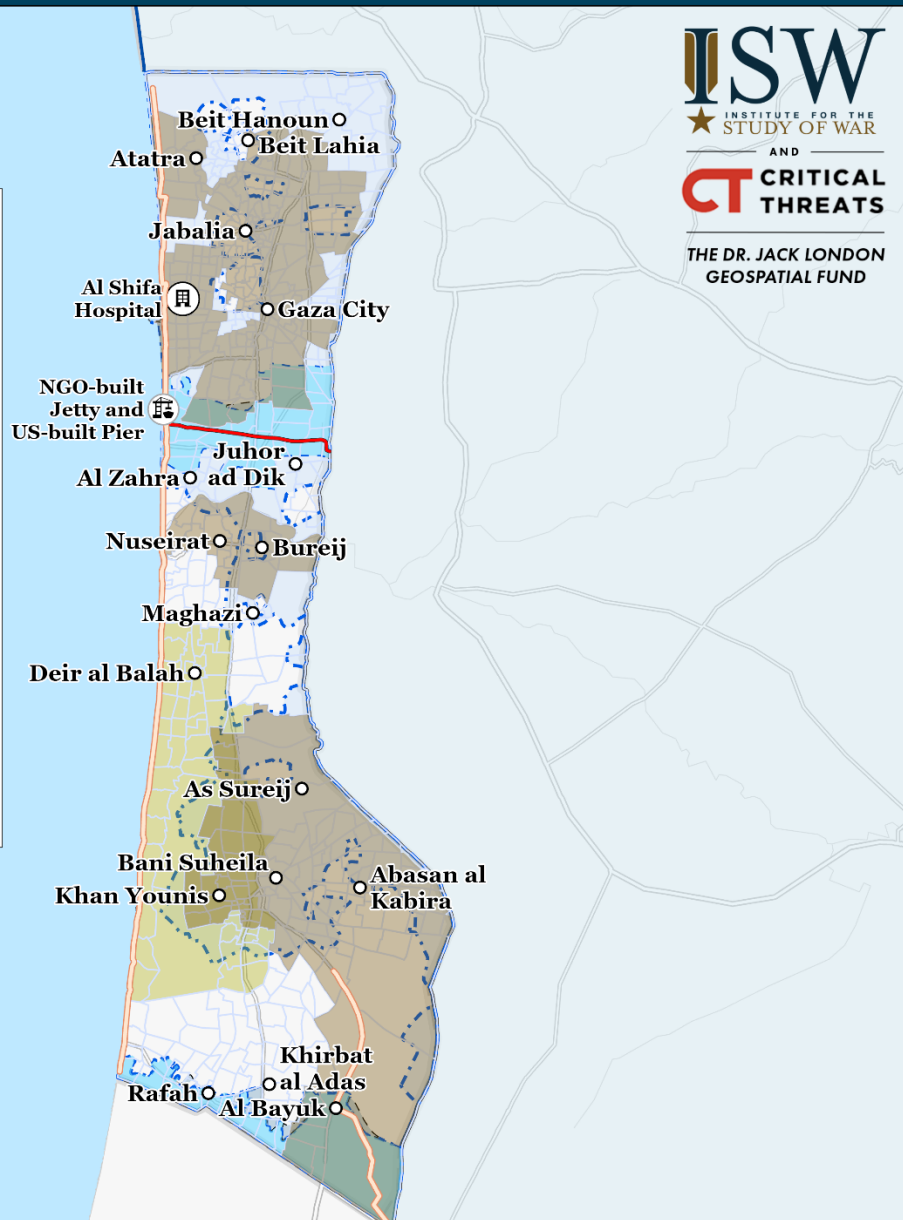 ISW
INSTITUTE FOR THE
STUDY OF WAR
AND
CT CRITICAL
THREATS
THE DR. JACK LONDON
GEOSPATIAL FUND
Beit Hanoun
Beit Lahia
Atatra
Jabalia
Al Shifa
Hospital
Gaza City
NGO-built
Jetty and
US-built Pier
Juhor
ad Dik
Al Zahra
Nuseirat
Bureij
Maghazi
Deir al Balah
As Sureij
Bani Suheila
Abasan al
Kabira
Khan Younis
Khirbat
al Adas
Rafah
Al Bayuk